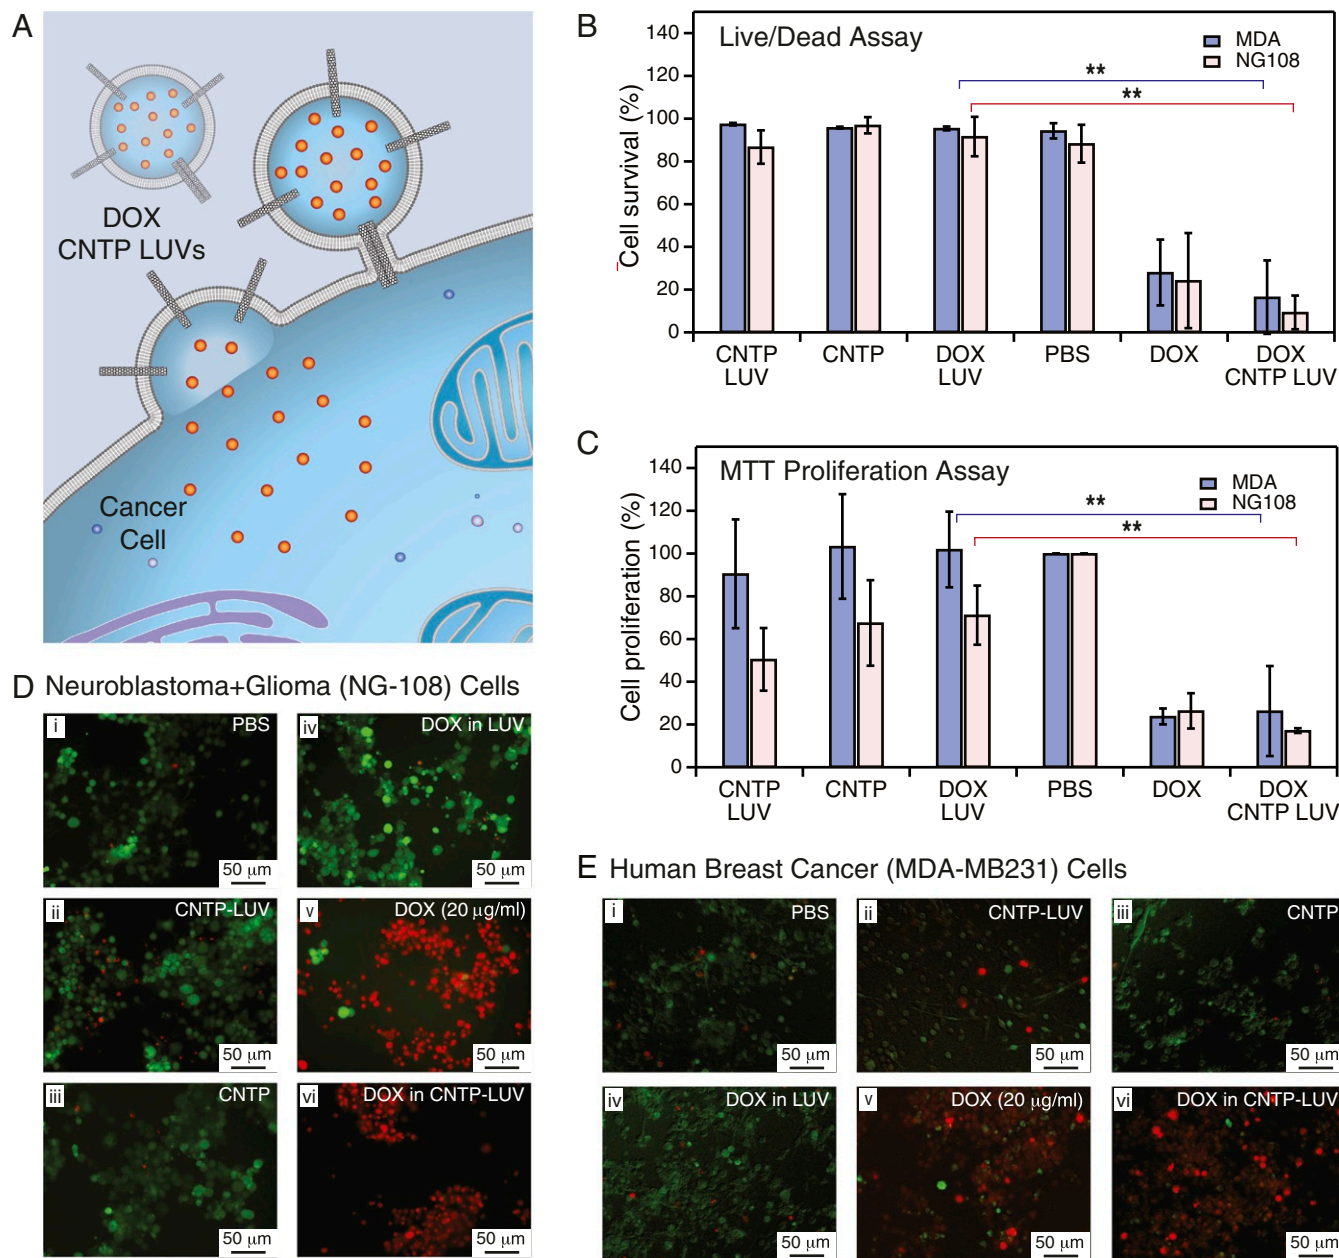 A
DOX
CNTP LUVs
Cancer
Cell
B
Live/Dead Assay
MDA
NG108
**
**
Cell survival (%)
140
120
100
80
60
40
20
0
CNTP LUV
CNTP
DOX LUV
PBS
DOX
DOX CNTP LUV
C
MTT Proliferation Assay
MDA
NG108
**
**
Cell proliferation (%)
140
120
100
80
60
40
20
0
CNTP LUV
CNTP
DOX LUV
PBS
DOX
DOX CNTP LUV
D Neuroblastoma+Glioma (NG-108) Cells
i PBS
50 µm
iv DOX in LUV
50 µm
ii CNTP-LUV
50 µm
v DOX (20 µg/ml)
50 µm
iii CNTP
50 µm
vi DOX in CNTP-LUV
50 µm
E Human Breast Cancer (MDA-MB231) Cells
i PBS
50 µm
ii CNTP-LUV
50 µm
iii CNTP
50 µm
iv DOX in LUV
50 µm
v DOX (20 µg/ml)
50 µm
vi DOX in CNTP-LUV
50 µm